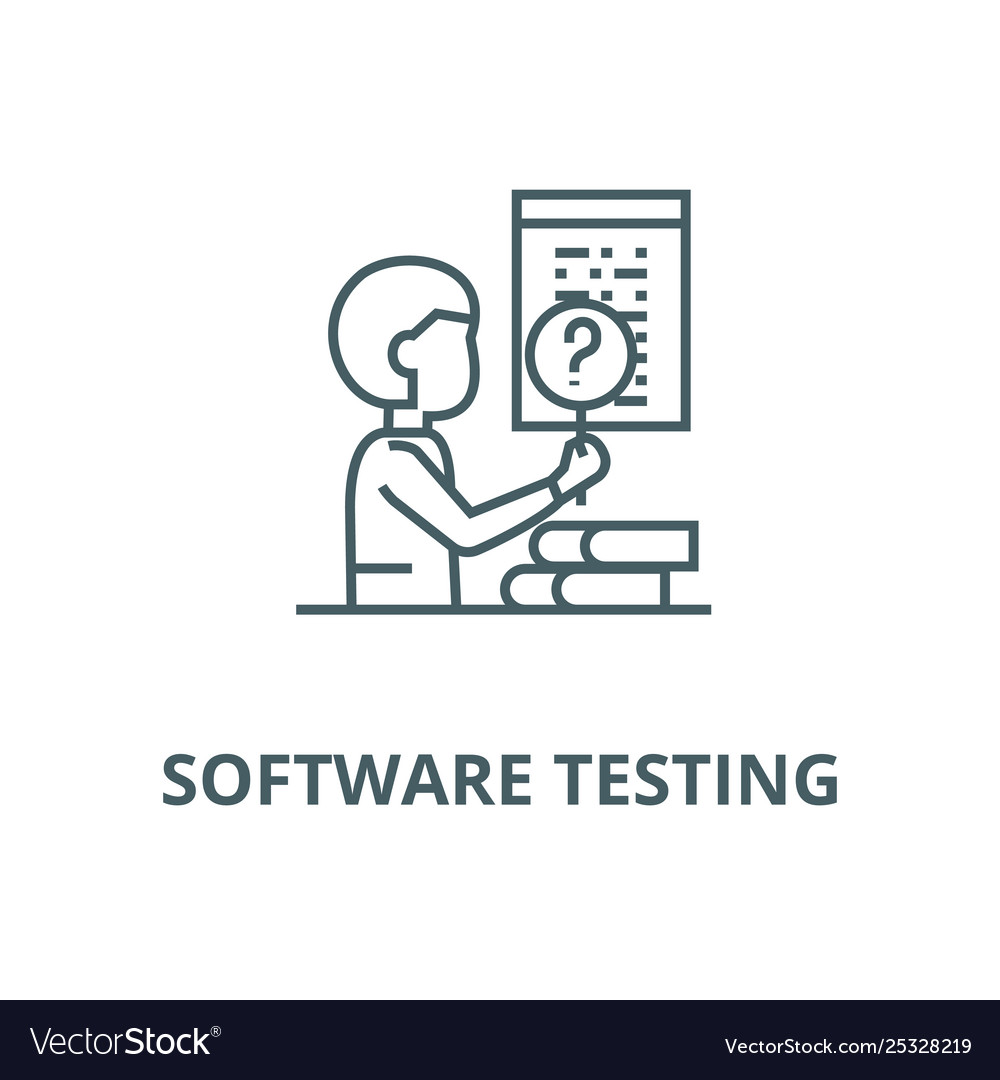 ?
SOFTWARE TESTING
VectorStock®
VectorStock.com/25328219